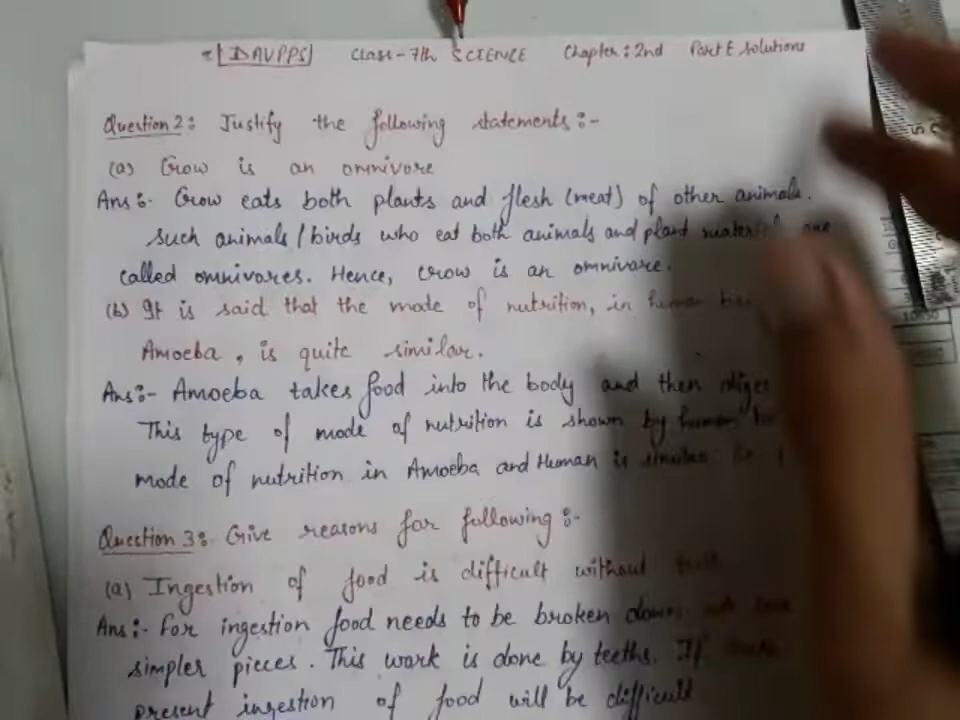 DAVPPS Class-7th SCIENCE Chapter: 2nd Part E Solutions
Question 2: Justify the following statements:-
(a) Crow is an omnivore
Ans:- Crow eats both plants and flesh (meat) of other animals.
such animals/birds who eat both animals and plant material are
called omnivores. Hence, crow is an omnivore.
(b) It is said that the mode of nutrition, in human
Amoeba, is quite similar.
Ans:- Amoeba takes food into the body and then
This type of mode of nutrition is shown by human
mode of nutrition in Amoeba and Human is similar.
Question 3:- Give reasons for following:-
(a) Ingestion of food is difficult without
Ans:- For ingestion food needs to be broken down
simpler pieces. This work is done by teeths. If
present ingestion of food will be difficult